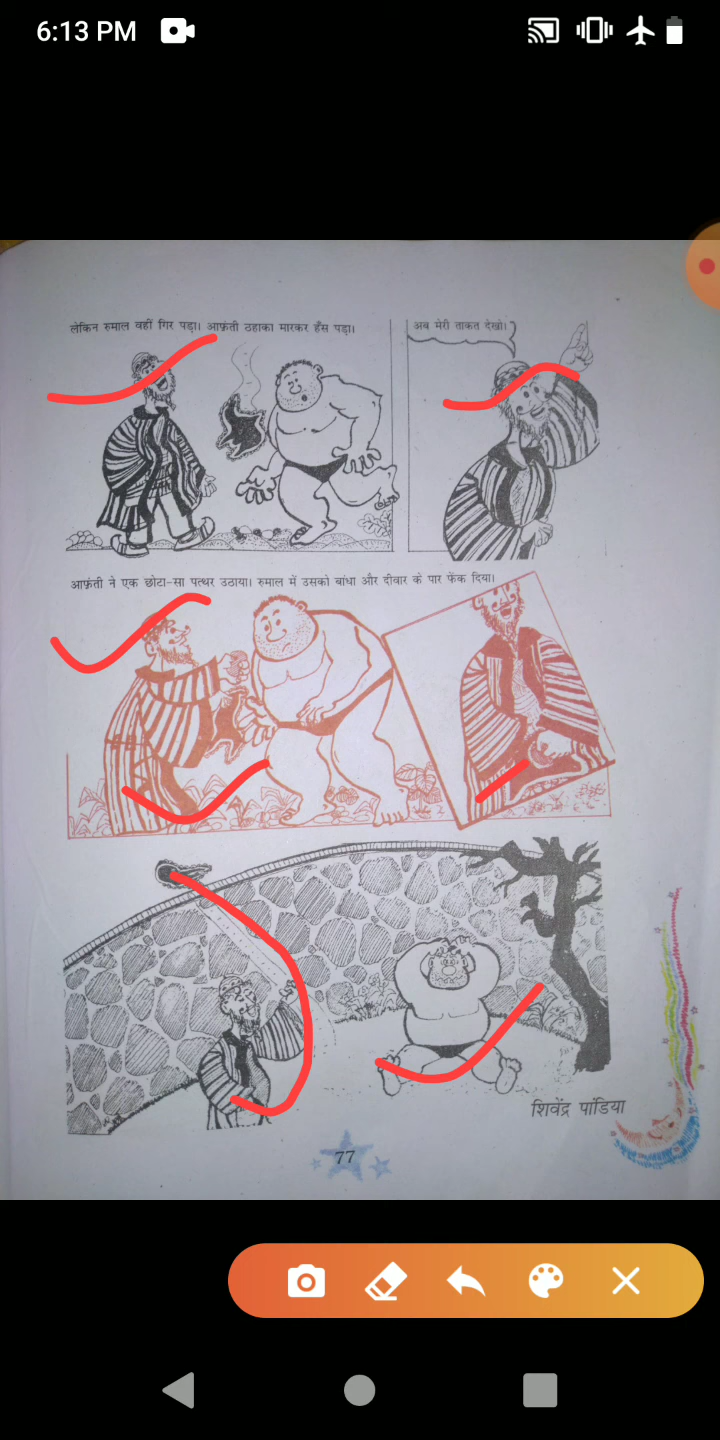 6:13 PM
लेकिन रुमाल वहीं गिर पड़ा। आफ़ंती ठहाका मारकर हँस पड़ा।
अब मेरी ताकत देखो।
आफ़ंती ने एक छोटा-सा पत्थर उठाया। रुमाल में उसको बांधा और दीवार के पार फेंक दिया।
शिवेंद्र पांडिया
77